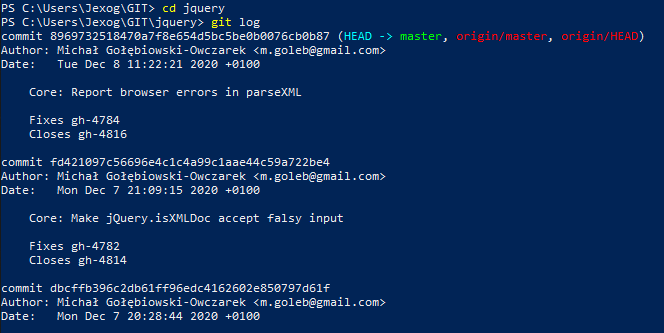 PS C:\Users\Jexog\GIT> cd jquery
PS C:\Users\Jexog\GIT\jquery> git log
commit 8969732518470a7f8e654d5bc5be0b0076cb0b87 (HEAD -> master, origin/master, origin/HEAD)
Author: Michał Gołębiowski-Owczarek <m.goleb@gmail.com>
Date:   Tue Dec 8 11:22:21 2020 +0100
    Core: Report browser errors in parseXML
    Fixes gh-4784
    Closes gh-4816
commit fd421097c56696e4c1c4a99c1aae44c59a722be4
Author: Michał Gołębiowski-Owczarek <m.goleb@gmail.com>
Date:   Mon Dec 7 21:09:15 2020 +0100
    Core: Make jQuery.isXMLDoc accept falsy input
    Fixes gh-4782
    Closes gh-4814
commit dbcffb396c2db61ff96edc4162602e850797d61f
Author: Michał Gołębiowski-Owczarek <m.goleb@gmail.com>
Date:   Mon Dec 7 20:28:44 2020 +0100